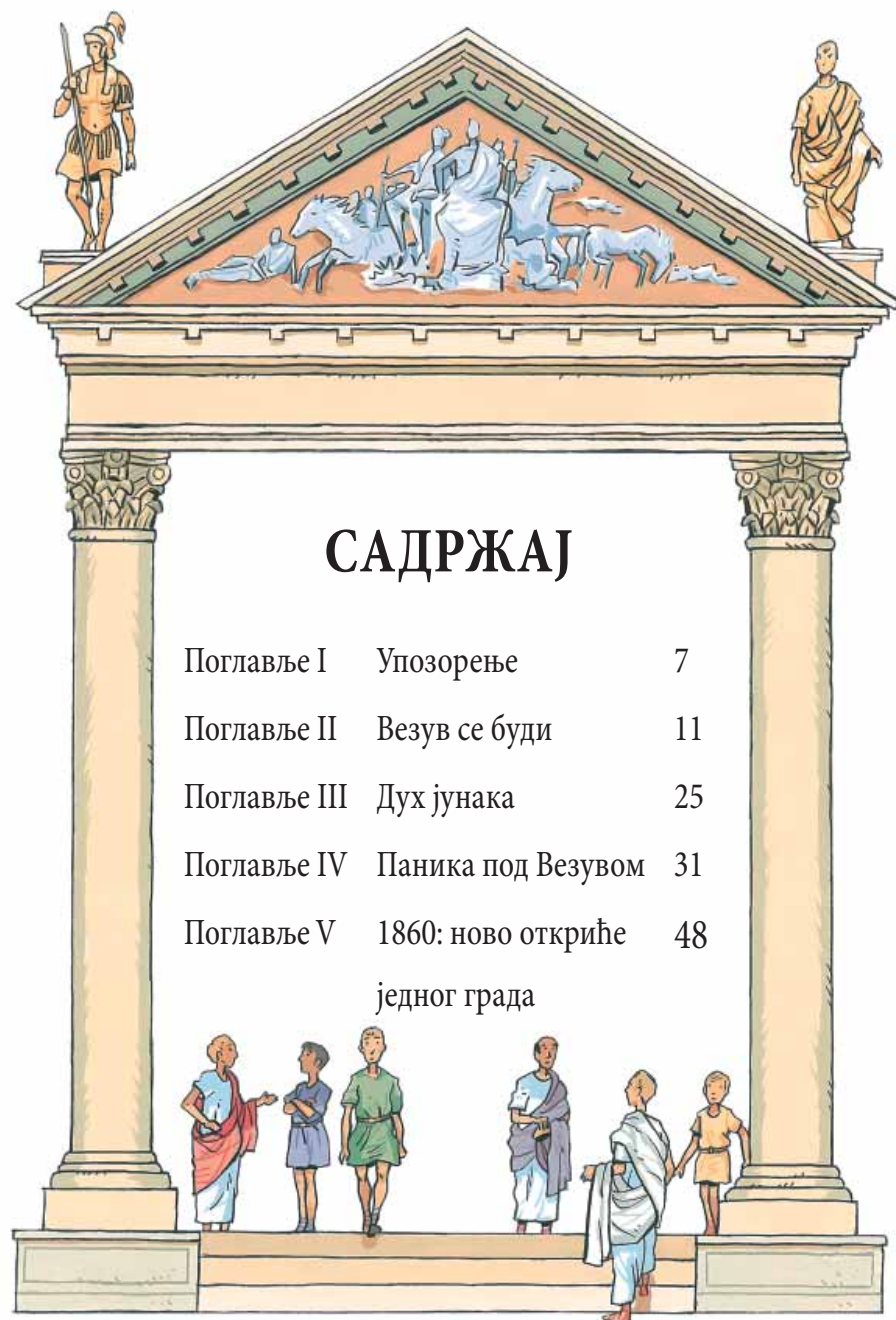 САДРЖАЈ
Поглавље I Упозорење 7
Поглавље II Везув се буди 11
Поглавље III Дух јунака 25
Поглавље IV Паника под Везувом 31
Поглавље V 1860: ново откриће 48
једног града